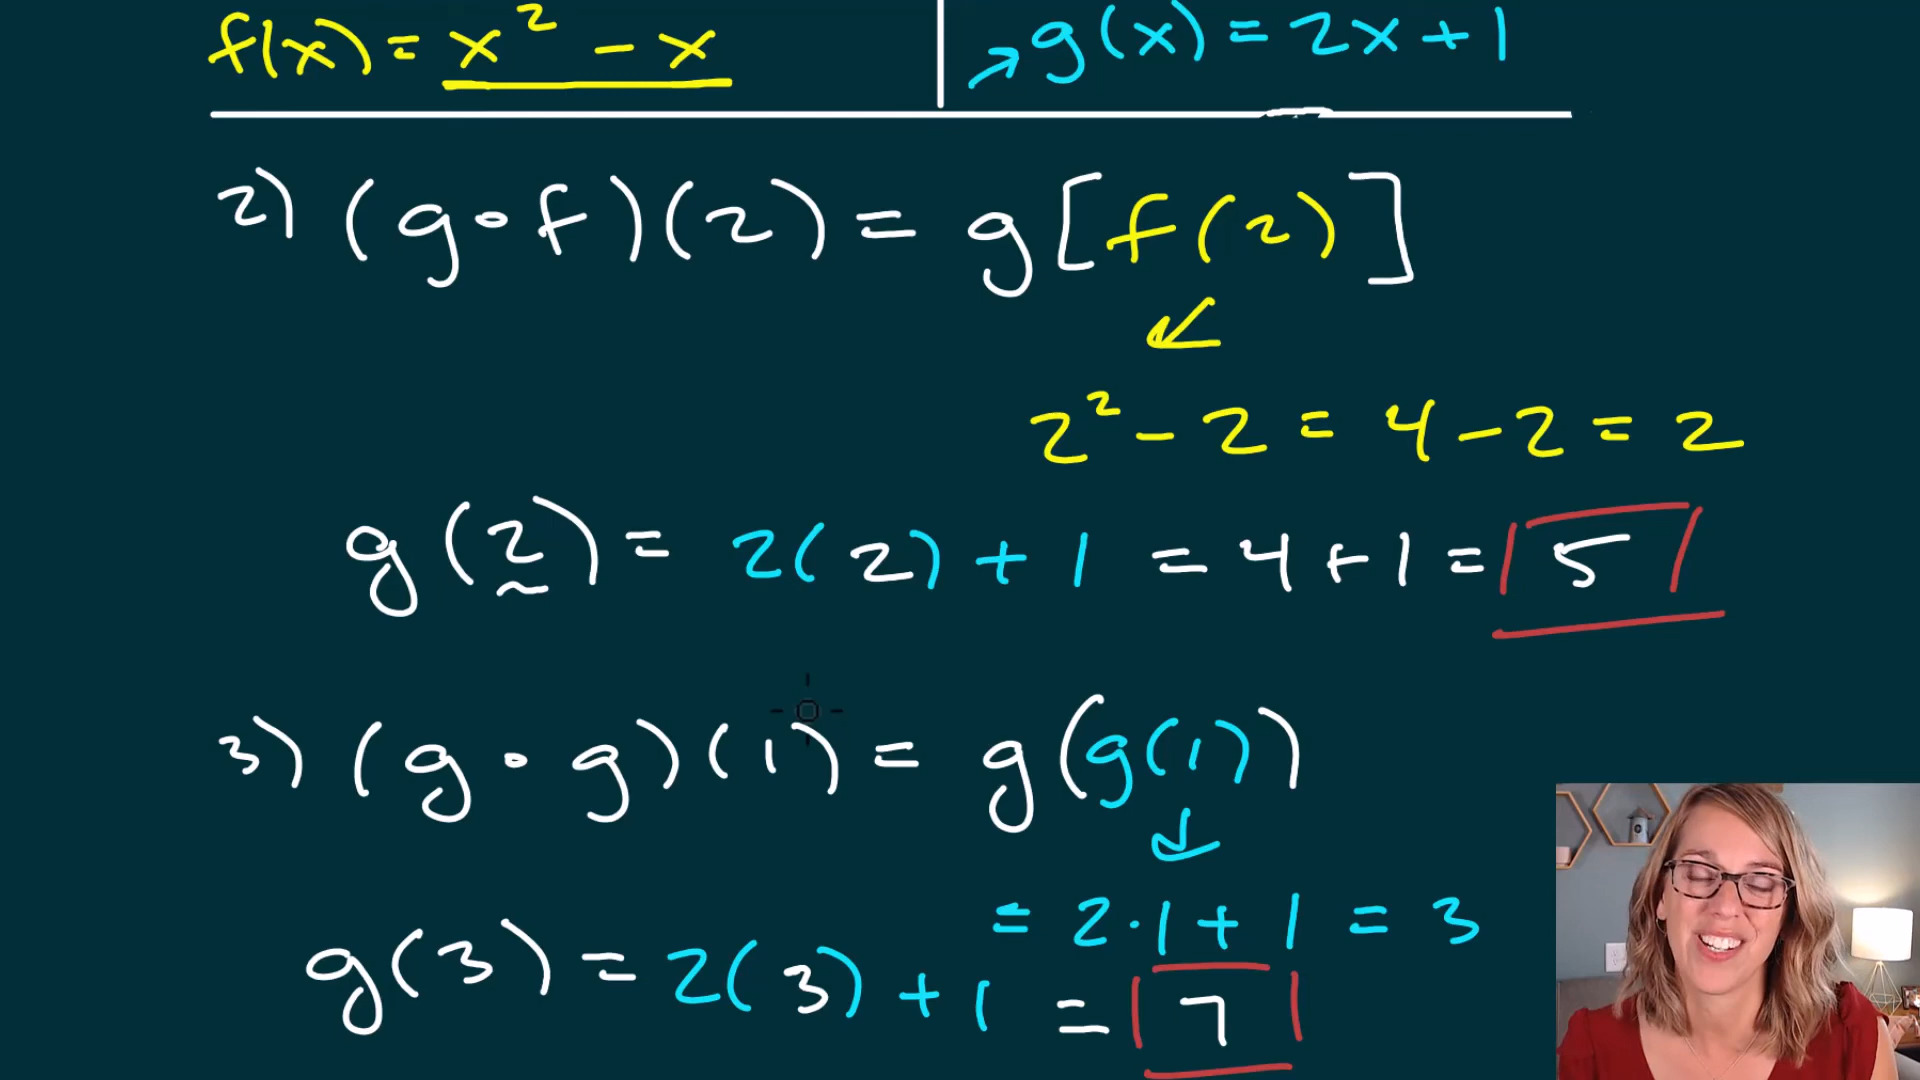 f(x) = x² - x
g(x) = 2x + 1
2) (g ∘ f)(2) = g[f(2)]
2² - 2 = 4 - 2 = 2
g(2) = 2(2) + 1 = 4 + 1 = 5
3) (g ∘ g)(1) = g(g(1))
= 2·1 + 1 = 3
g(3) = 2(3) + 1 = 7